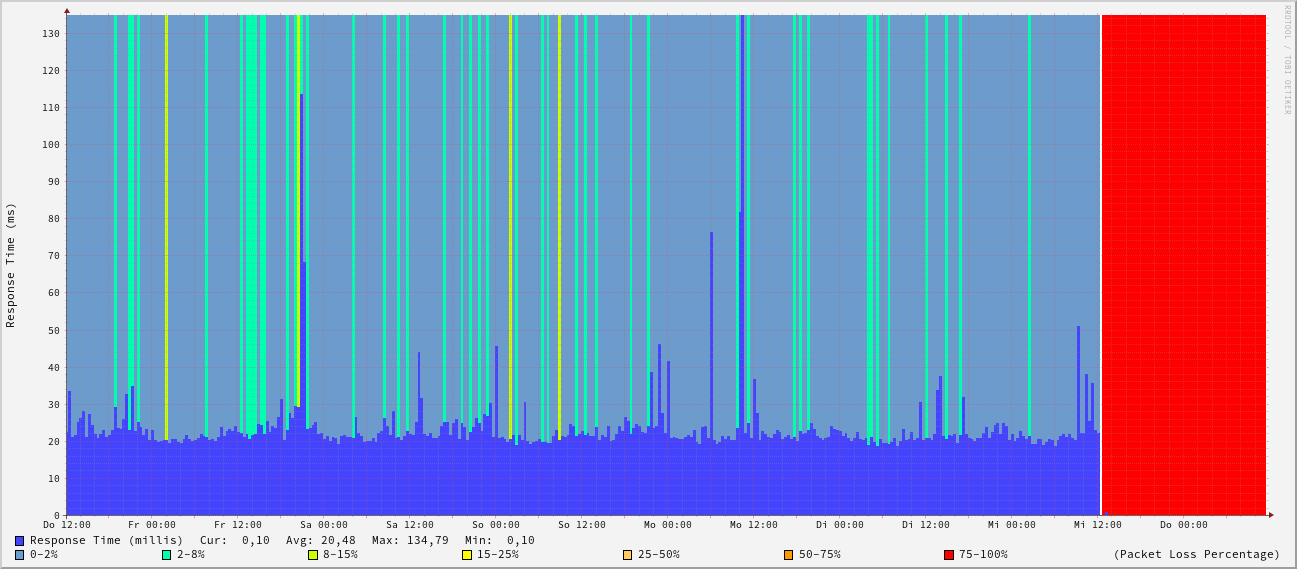 RRDTOOL / TOBI OETIKER
Response Time (ms)
130
120
110
100
90
80
70
60
50
40
30
20
10
0
Do 12:00 Fr 00:00 Fr 12:00 Sa 00:00 Sa 12:00 So 00:00 So 12:00 Mo 00:00 Mo 12:00 Di 00:00 Di 12:00 Mi 00:00 Mi 12:00 Do 00:00
Response Time (millis) Cur: 0,10 Avg: 20,48 Max: 134,79 Min: 0,10
0-2% 2-8% 8-15% 15-25% 25-50% 50-75% 75-100% (Packet Loss Percentage)